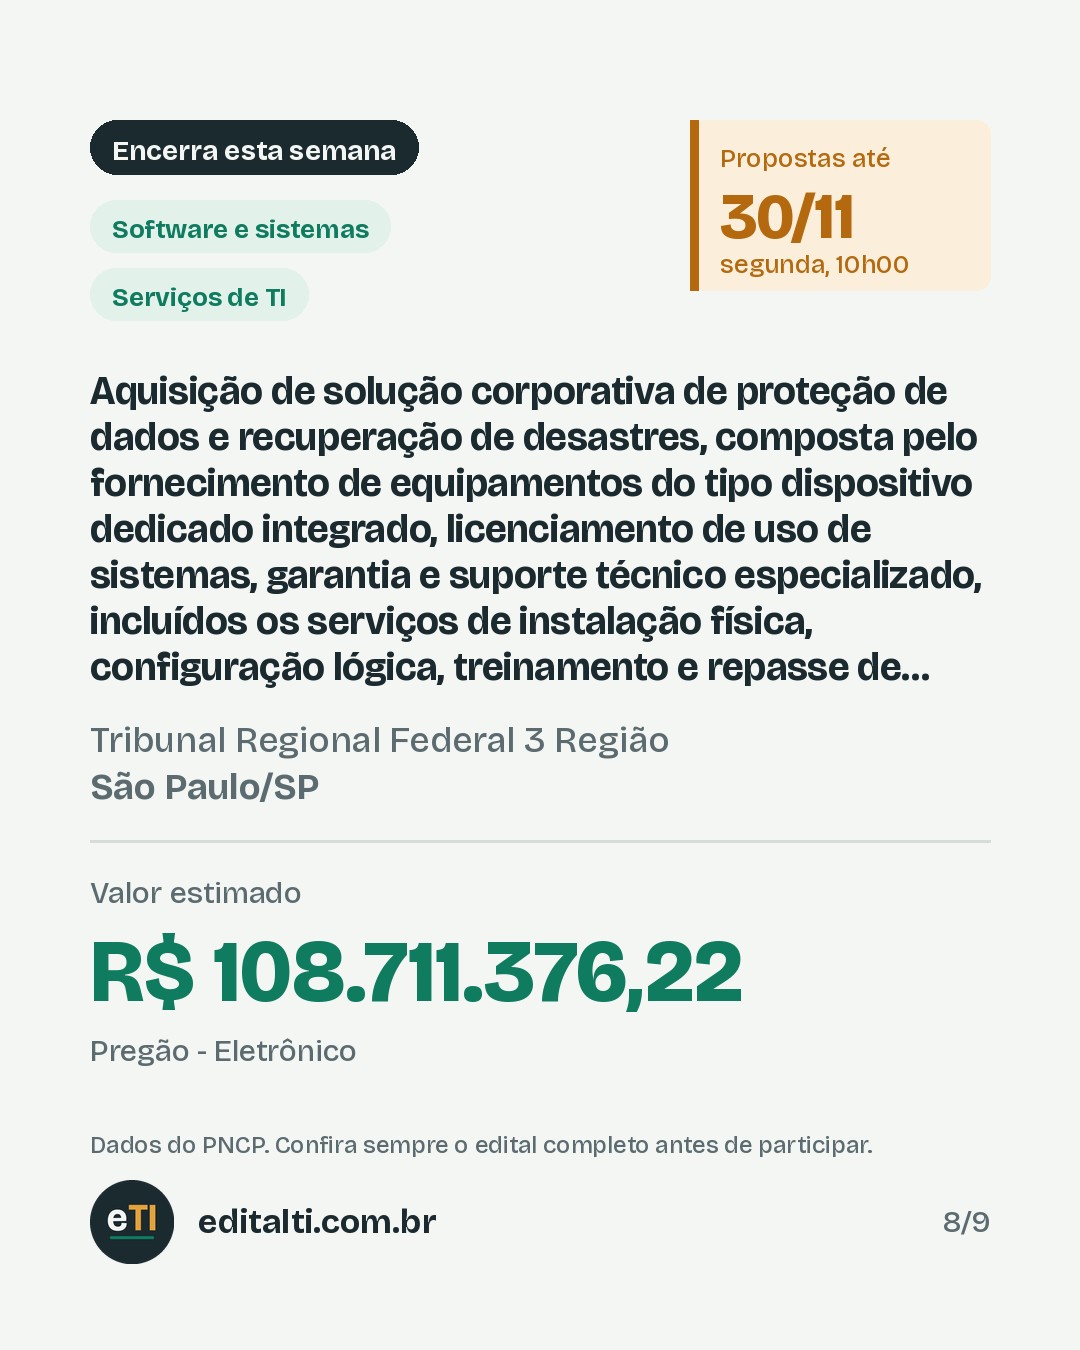 Encerra esta semana
Software e sistemas
Serviços de TI
Propostas até
30/11
segunda, 10h00
Aquisição de solução corporativa de proteção de
dados e recuperação de desastres, composta pelo
fornecimento de equipamentos do tipo dispositivo
dedicado integrado, licenciamento de uso de
sistemas, garantia e suporte técnico especializado,
incluídos os serviços de instalação física,
configuração lógica, treinamento e repasse de...
Tribunal Regional Federal 3 Região
São Paulo/SP
Valor estimado
R$ 108.711.376,22
Pregão - Eletrônico
Dados do PNCP. Confira sempre o edital completo antes de participar.
eTI
editalti.com.br
8/9